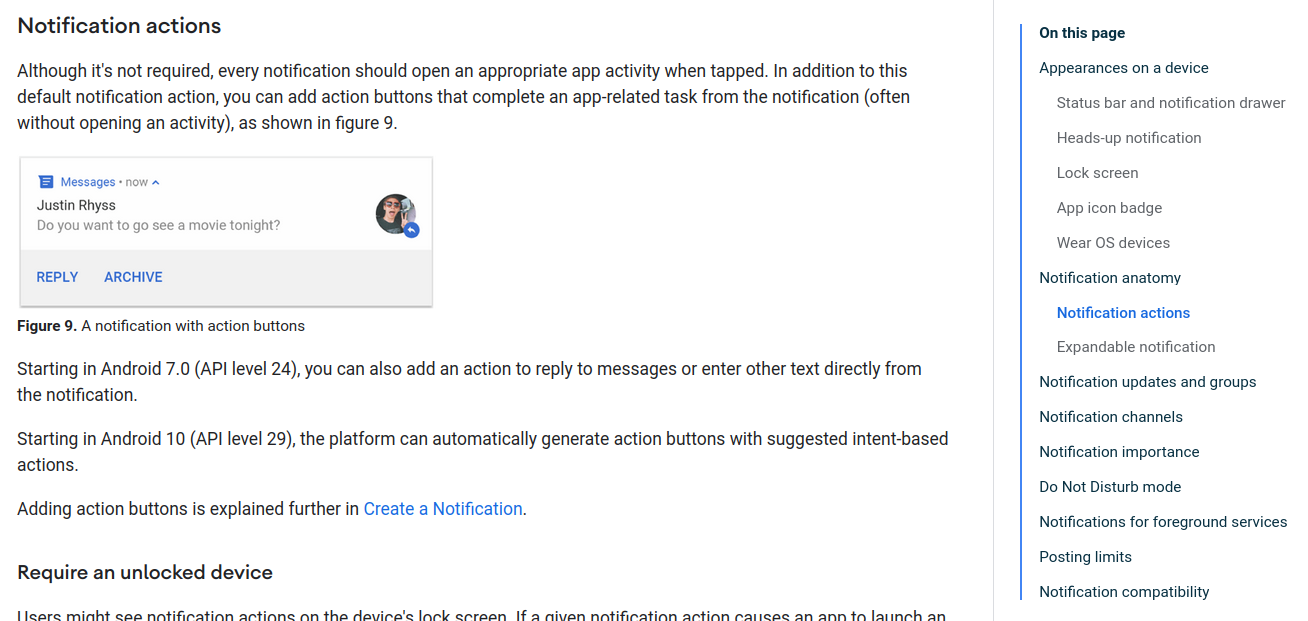 Notification actions
Although it's not required, every notification should open an appropriate app activity when tapped. In addition to this
default notification action, you can add action buttons that complete an app-related task from the notification (often
without opening an activity), as shown in figure 9.
Messages • now
Justin Rhyss
Do you want to go see a movie tonight?
REPLY ARCHIVE
Figure 9. A notification with action buttons
Starting in Android 7.0 (API level 24), you can also add an action to reply to messages or enter other text directly from
the notification.
Starting in Android 10 (API level 29), the platform can automatically generate action buttons with suggested intent-based
actions.
Adding action buttons is explained further in Create a Notification.
Require an unlocked device
Users might see notification actions on the device's lock screen. If a given notification action causes an app to launch an
On this page
Appearances on a device
Status bar and notification drawer
Heads-up notification
Lock screen
App icon badge
Wear OS devices
Notification anatomy
Notification actions
Expandable notification
Notification updates and groups
Notification channels
Notification importance
Do Not Disturb mode
Notifications for foreground services
Posting limits
Notification compatibility